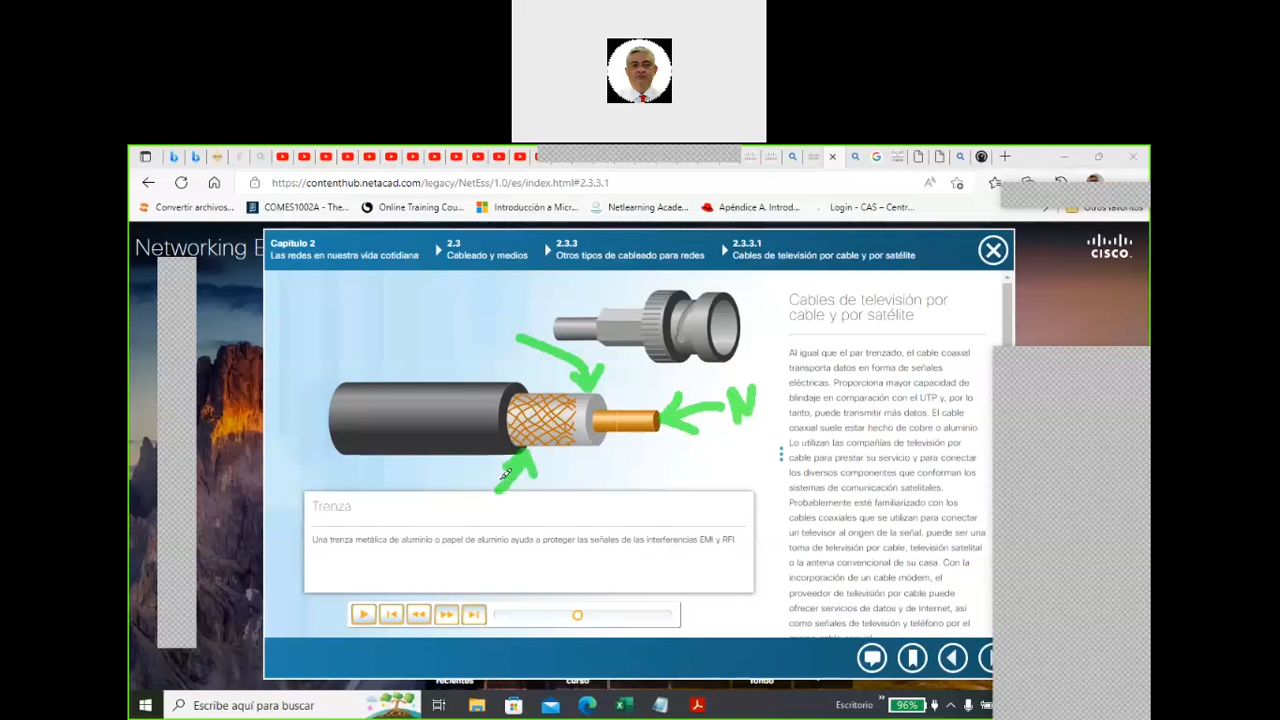 https://contenthub.netacad.com/legacy/NetEss/1.0/es/index.html#2.3.3.1
Convertir archivos...
COMES1002A - The...
Online Training Cou...
Introducción a Micr...
Netlearning Acade...
Apéndice A. Introd...
Login - CAS – Centr...
Otros favoritos
Networking E
CISCO
Capítulo 2
Las redes en nuestra vida cotidiana
2.3
Cableado y medios
2.3.3
Otros tipos de cableado para redes
2.3.3.1
Cables de televisión por cable y por satélite
N
Trenza
Una trenza metálica de aluminio o papel de aluminio ayuda a proteger las señales de las interferencias EMI y RFI.
Cables de televisión por
cable y por satélite
Al igual que el par trenzado, el cable coaxial
transporta datos en forma de señales
eléctricas. Proporciona mayor capacidad de
blindaje en comparación con el UTP y, por lo
tanto, puede transmitir más datos. El cable
coaxial suele estar hecho de cobre o aluminio.
Lo utilizan las compañías de televisión por
cable para prestar su servicio y para conectar
los diversos componentes que conforman los
sistemas de comunicación satelitales.
Probablemente esté familiarizado con los
cables coaxiales que se utilizan para conectar
un televisor al origen de la señal, puede ser una
toma de televisión por cable, televisión satelital
o la antena convencional de su casa. Con la
incorporación de un cable módem, el
proveedor de televisión por cable puede
ofrecer servicios de datos y de Internet, así
como señales de televisión y teléfono por el
recientes
curso
fondo
Escribe aquí para buscar
Escritorio
96%